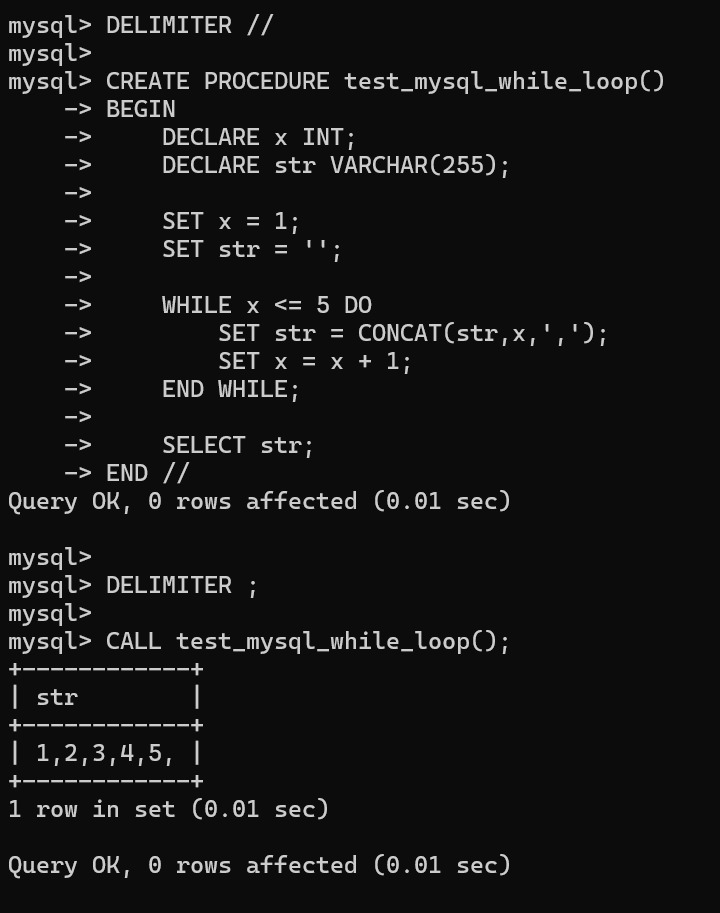 mysql> DELIMITER //
mysql>
mysql> CREATE PROCEDURE test_mysql_while_loop()
    -> BEGIN
    ->     DECLARE x INT;
    ->     DECLARE str VARCHAR(255);
    ->
    ->     SET x = 1;
    ->     SET str = '';
    ->
    ->     WHILE x <= 5 DO
    ->         SET str = CONCAT(str,x,',');
    ->         SET x = x + 1;
    ->     END WHILE;
    ->
    ->     SELECT str;
    -> END //
Query OK, 0 rows affected (0.01 sec)

mysql>
mysql> DELIMITER ;
mysql>
mysql> CALL test_mysql_while_loop();
+------------+
| str        |
+------------+
| 1,2,3,4,5, |
+------------+
1 row in set (0.01 sec)

Query OK, 0 rows affected (0.01 sec)